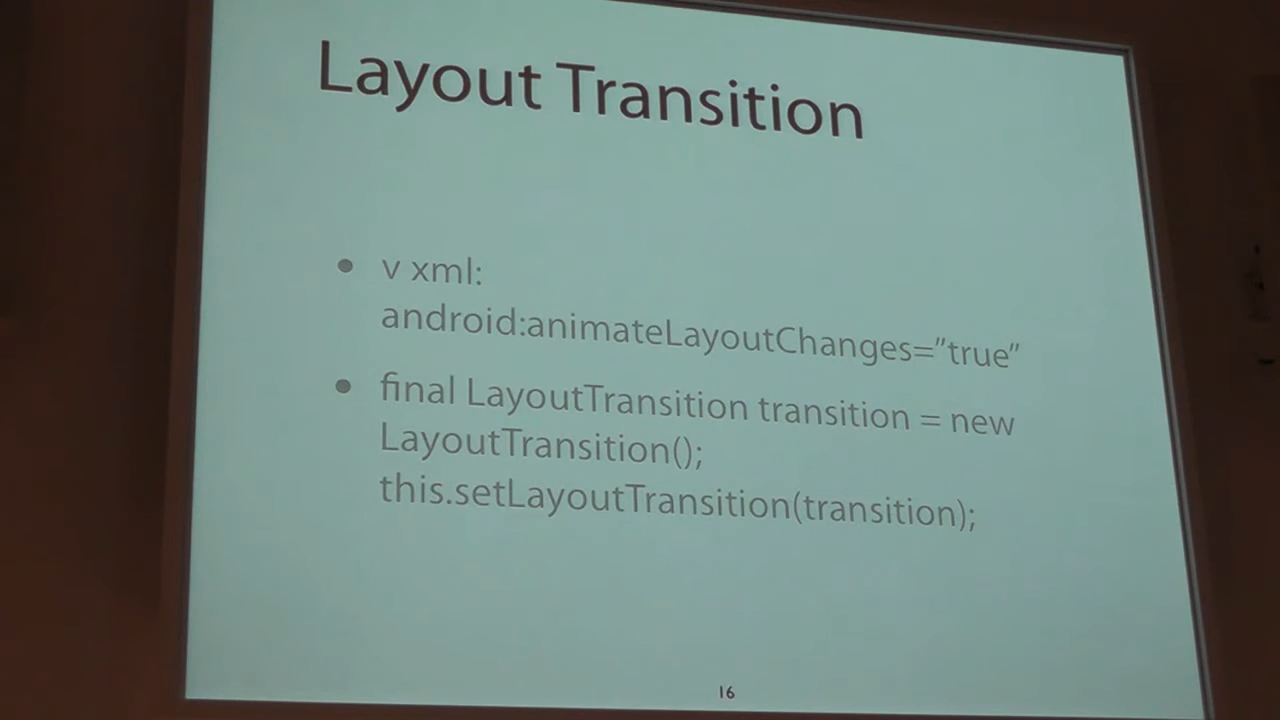 Layout Transition
• v xml:
android:animateLayoutChanges=”true”
• final LayoutTransition transition = new
LayoutTransition();
this.setLayoutTransition(transition);
16